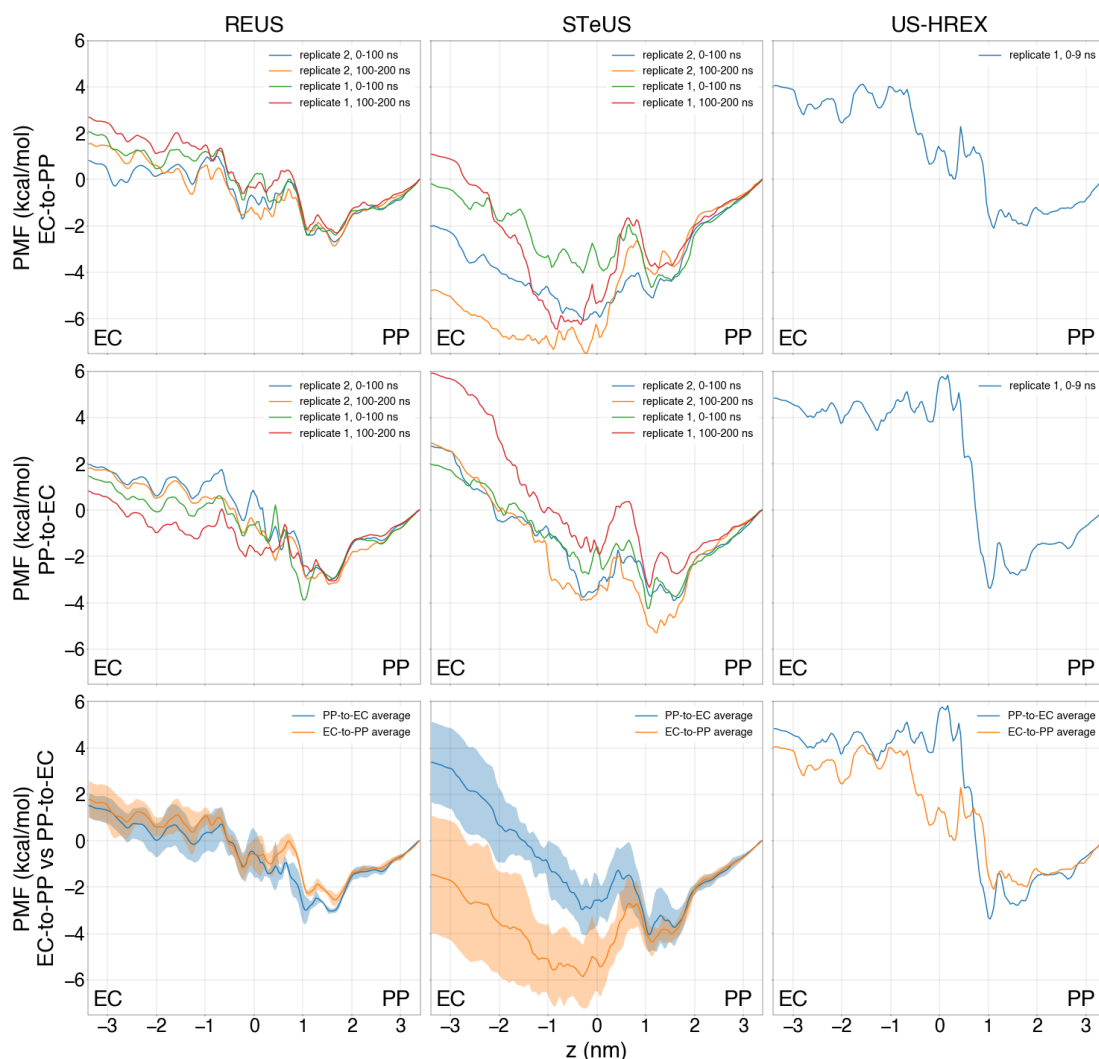 REUS
STeUS
US-HREX
PMF (kcal/mol)
EC-to-PP
6
4
2
0
−2
−4
−6
replicate 2, 0-100 ns
replicate 2, 100-200 ns
replicate 1, 0-100 ns
replicate 1, 100-200 ns
EC
PP
replicate 2, 0-100 ns
replicate 2, 100-200 ns
replicate 1, 0-100 ns
replicate 1, 100-200 ns
EC
PP
replicate 1, 0-9 ns
EC
PP
PMF (kcal/mol)
PP-to-EC
6
4
2
0
−2
−4
−6
replicate 2, 0-100 ns
replicate 2, 100-200 ns
replicate 1, 0-100 ns
replicate 1, 100-200 ns
EC
PP
replicate 2, 0-100 ns
replicate 2, 100-200 ns
replicate 1, 0-100 ns
replicate 1, 100-200 ns
EC
PP
replicate 1, 0-9 ns
EC
PP
PMF (kcal/mol)
EC-to-PP vs PP-to-EC
6
4
2
0
−2
−4
−6
PP-to-EC average
EC-to-PP average
EC
PP
PP-to-EC average
EC-to-PP average
EC
PP
PP-to-EC average
EC-to-PP average
EC
PP
−3 −2 −1 0 1 2 3
−3 −2 −1 0 1 2 3
−3 −2 −1 0 1 2 3
z (nm)